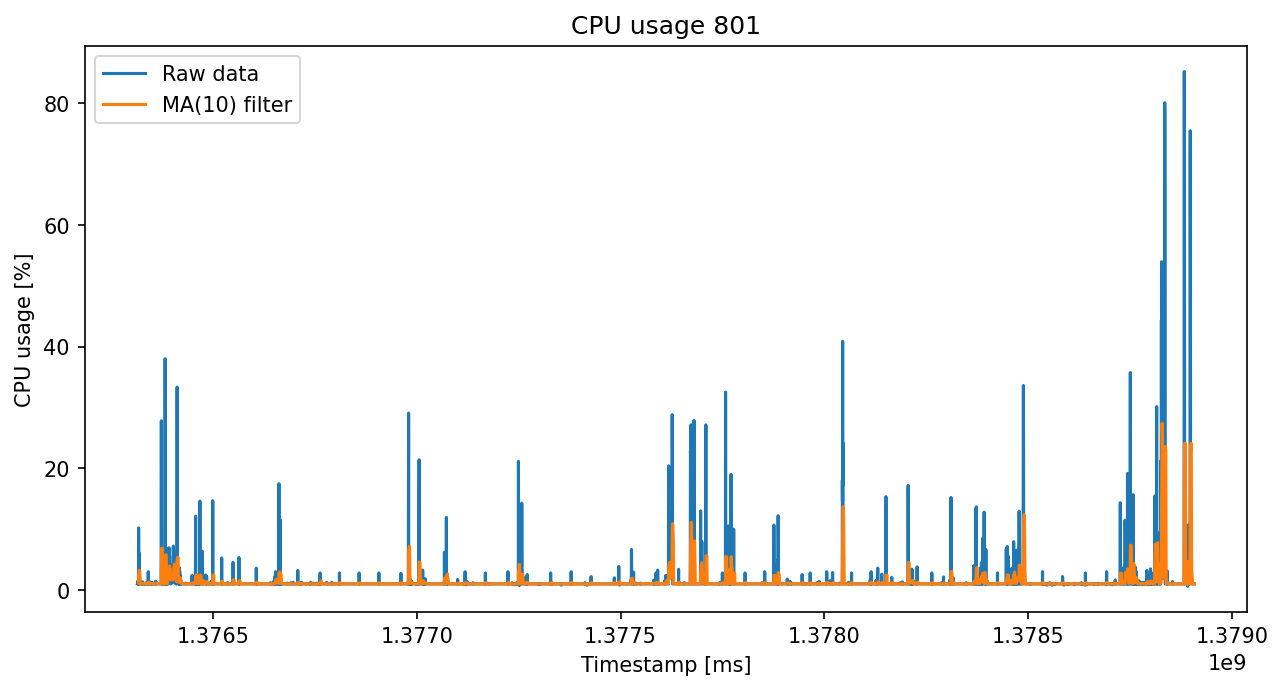 CPU usage 801
Raw data
MA(10) filter
CPU usage [%]
80
60
40
20
0
1.3765 1.3770 1.3775 1.3780 1.3785 1.3790
1e9
Timestamp [ms]